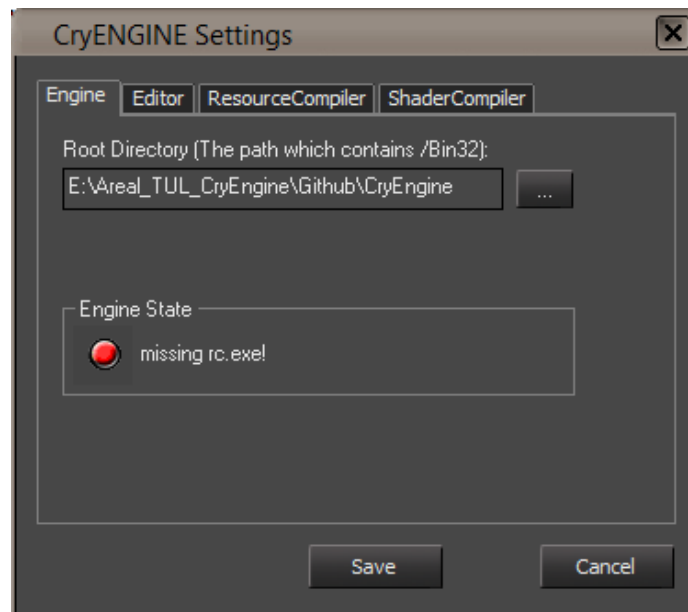 CryENGINE Settings
Engine Editor ResourceCompiler ShaderCompiler
Root Directory (The path which contains /Bin32):
E:\Areal_TUL_CryEngine\Github\CryEngine ...
Engine State
missing rc.exe!
Save Cancel